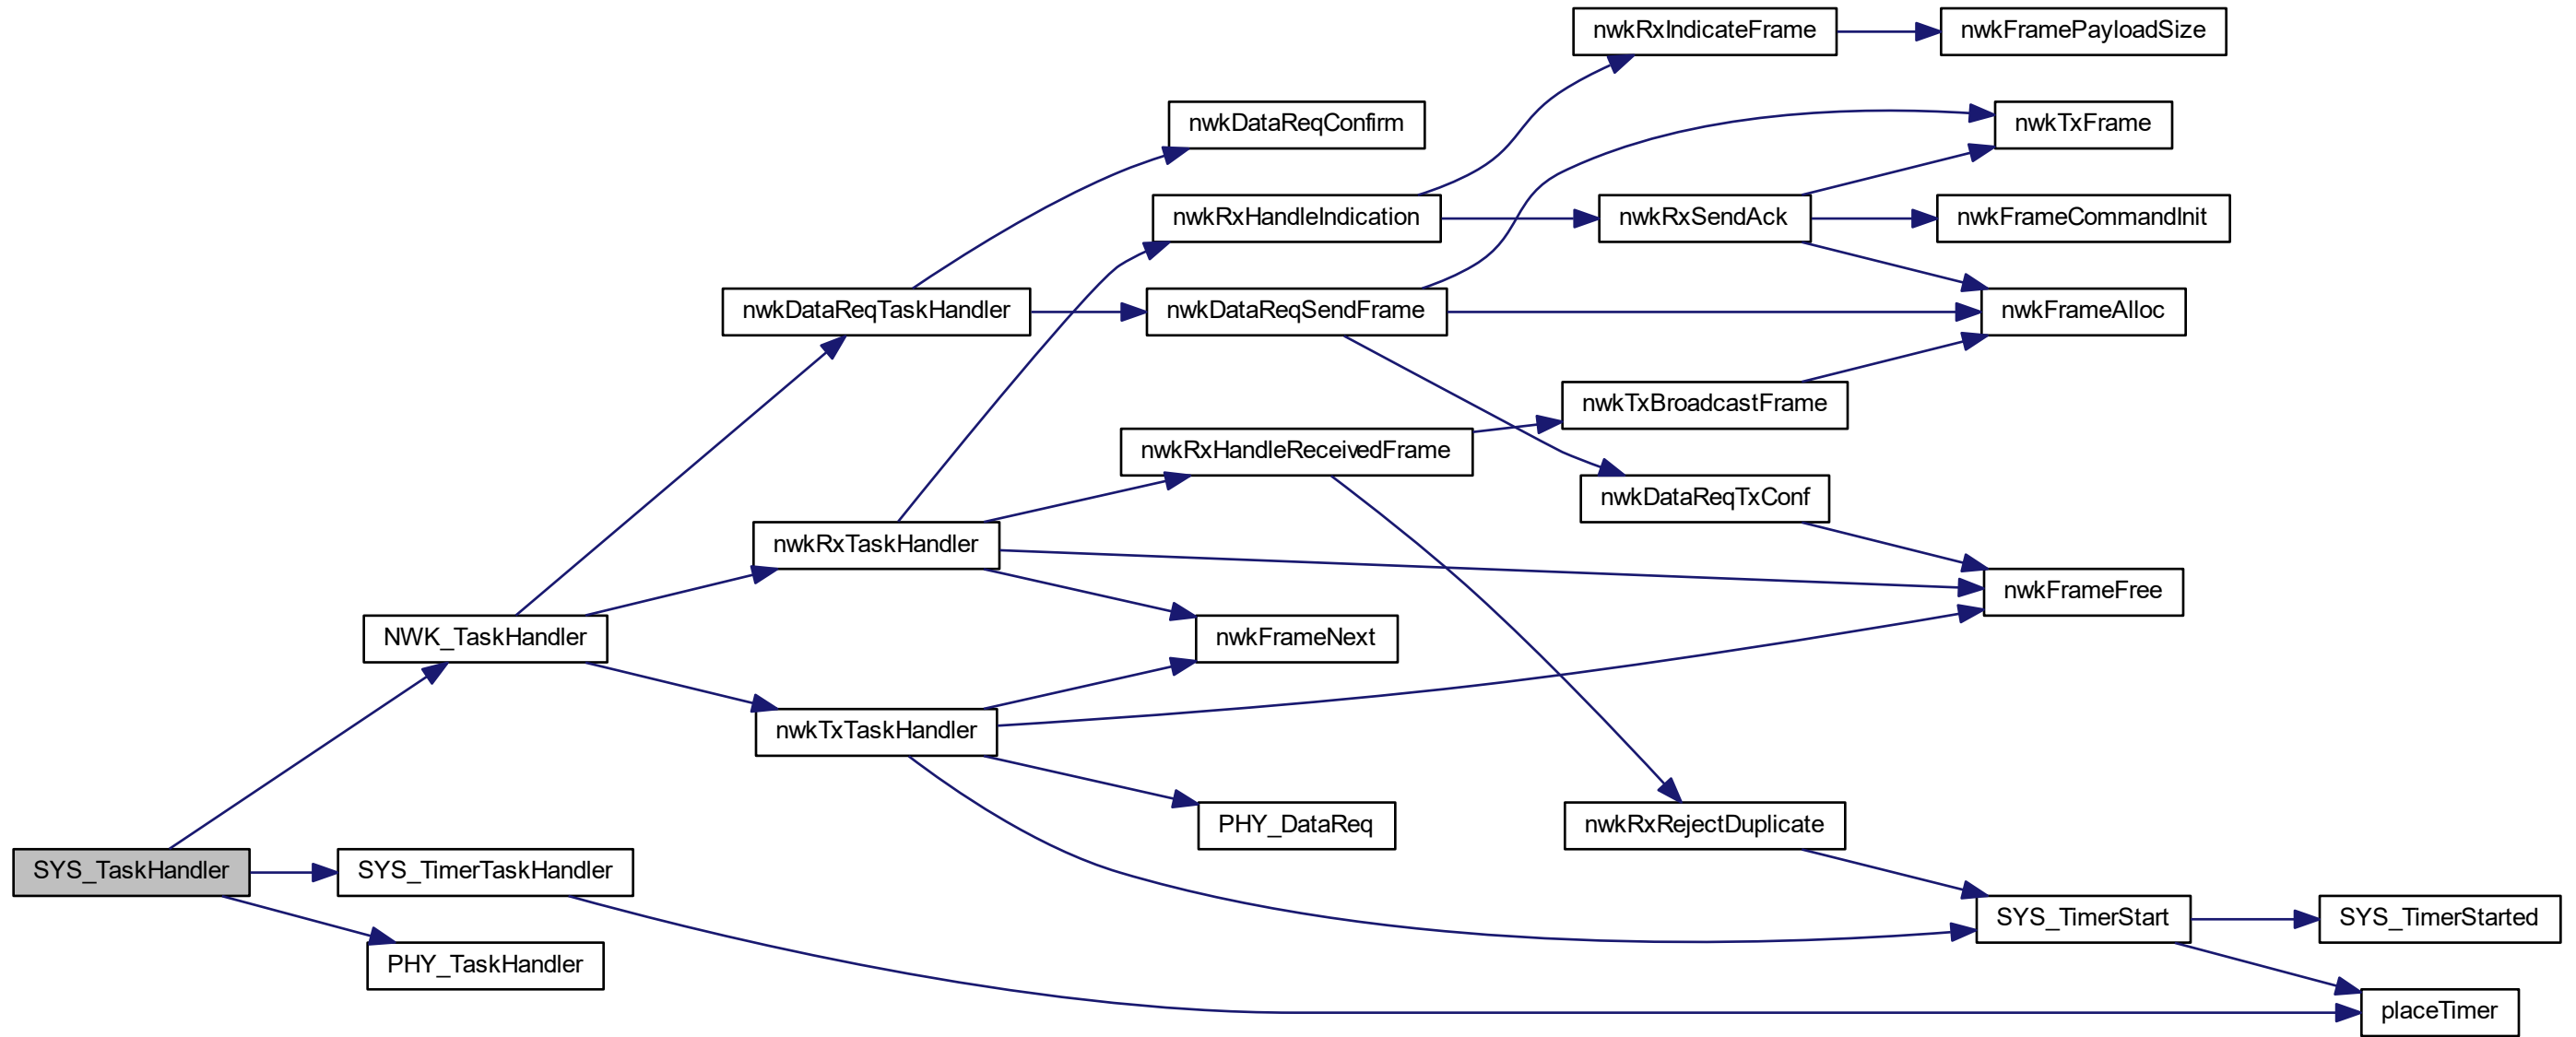 nwkRxIndicateFrame
nwkFramePayloadSize
nwkDataReqConfirm
nwkTxFrame
nwkRxHandleIndication
nwkRxSendAck
nwkFrameCommandInit
nwkDataReqTaskHandler
nwkDataReqSendFrame
nwkFrameAlloc
nwkTxBroadcastFrame
nwkRxHandleReceivedFrame
nwkDataReqTxConf
nwkRxTaskHandler
nwkFrameFree
NWK_TaskHandler
nwkFrameNext
nwkTxTaskHandler
PHY_DataReq
nwkRxRejectDuplicate
SYS_TaskHandler
SYS_TimerTaskHandler
SYS_TimerStart
SYS_TimerStarted
PHY_TaskHandler
placeTimer